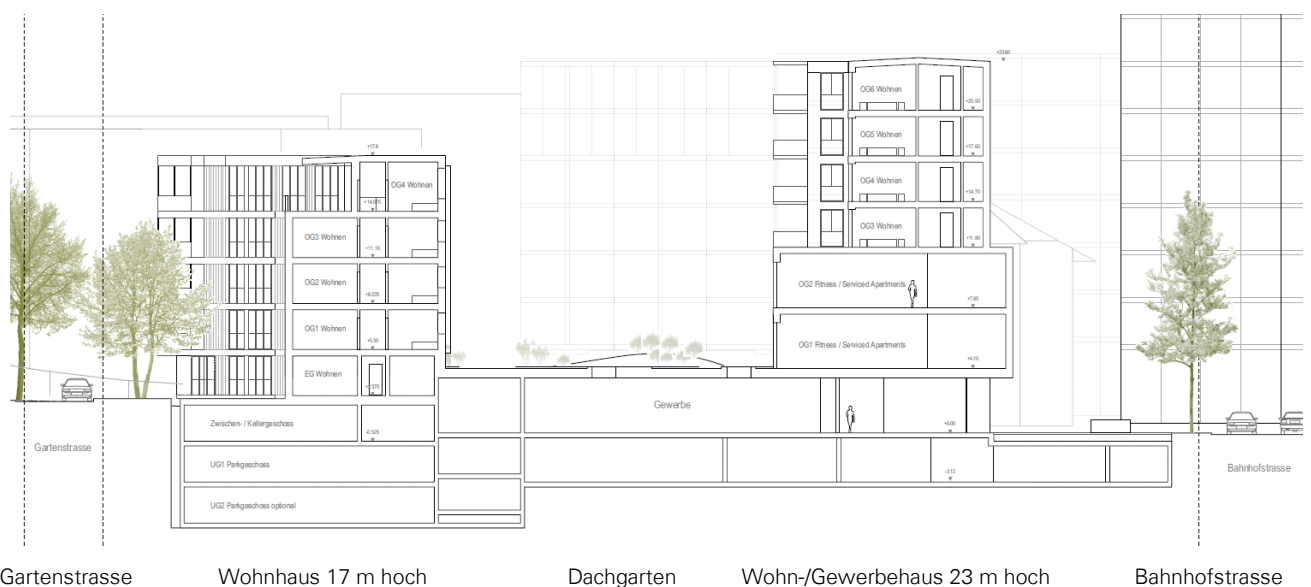 +23.60
OG6 Wohnen
+20.50
OG5 Wohnen
+17.60
+17.6
OG4 Wohnen
+14.70
OG4 Wohnen
+14.075
OG3 Wohnen
+11.80
OG3 Wohnen
+11.15
OG2 Wohnen
+8.225
OG2 Fitness / Serviced Apartments
+7.95
OG1 Wohnen
+5.30
OG1 Fitness / Serviced Apartments
+4.10
EG Wohnen
+2.375
Gewerbe
Zwischen- / Kellergeschoss
-0.525
+0.00
Gartenstrasse
UG1 Parkgeschoss
-3.12
Bahnhofstrasse
UG2 Parkgeschoss optional
Gartenstrasse
Wohnhaus 17 m hoch
Dachgarten
Wohn-/Gewerbehaus 23 m hoch
Bahnhofstrasse